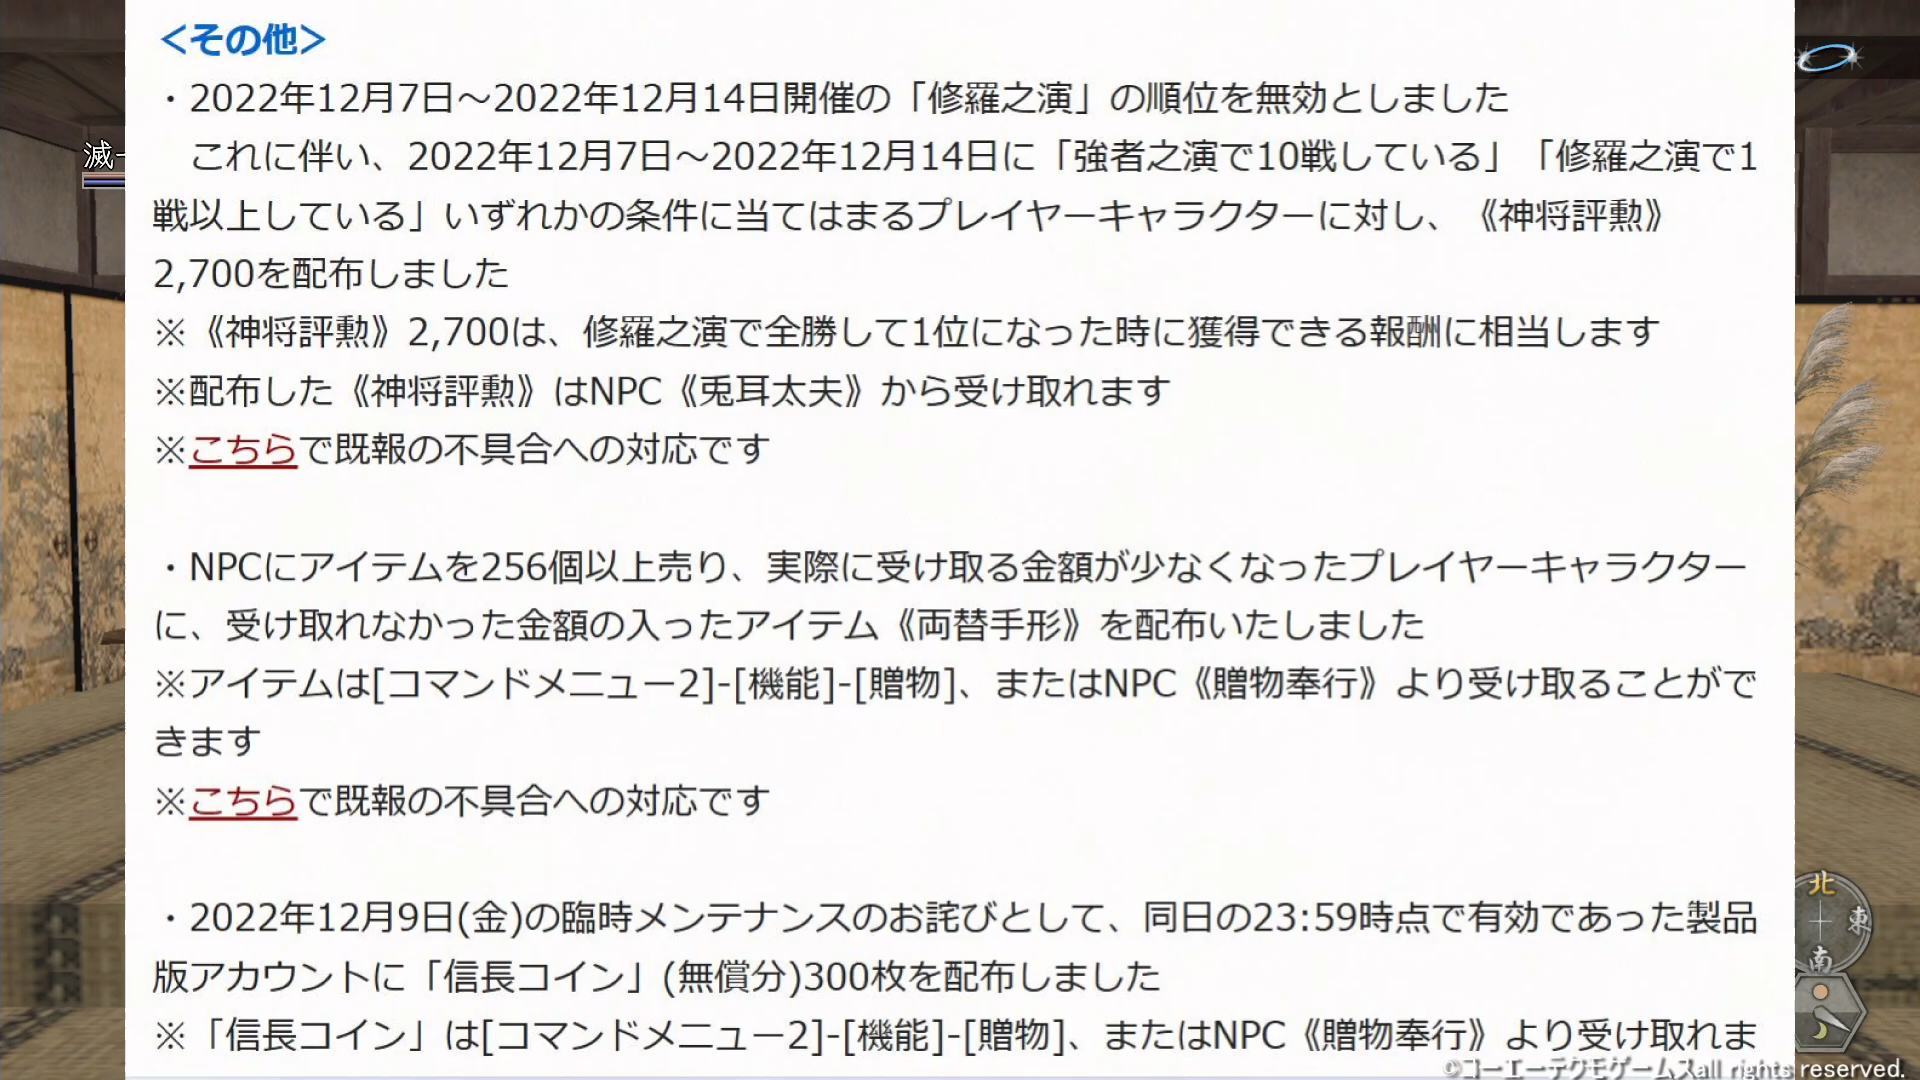 ＜その他＞
・2022年12月7日～2022年12月14日開催の「修羅之演」の順位を無効としました
これに伴い、2022年12月7日～2022年12月14日に「強者之演で10戦している」「修羅之演で1
滅
戦以上している」いずれかの条件に当てはまるプレイヤーキャラクターに対し、《神将評勲》
2,700を配布しました
※《神将評勲》2,700は、修羅之演で全勝して1位になった時に獲得できる報酬に相当します
※配布した《神将評勲》はNPC《兎耳太夫》から受け取れます
※こちらで既報の不具合への対応です
・NPCにアイテムを256個以上売り、実際に受け取る金額が少なくなったプレイヤーキャラクター
に、受け取れなかった金額の入ったアイテム《両替手形》を配布いたしました
※アイテムは[コマンドメニュー2]-[機能]-[贈物]、またはNPC《贈物奉行》より受け取ることがで
きます
※こちらで既報の不具合への対応です
・2022年12月9日(金)の臨時メンテナンスのお詫びとして、同日の23:59時点で有効であった製品
版アカウントに「信長コイン」(無償分)300枚を配布しました
※「信長コイン」は[コマンドメニュー2]-[機能]-[贈物]、またはNPC《贈物奉行》より受け取れま
北
東
南
©コーエーテクモゲームスall rights reserved.